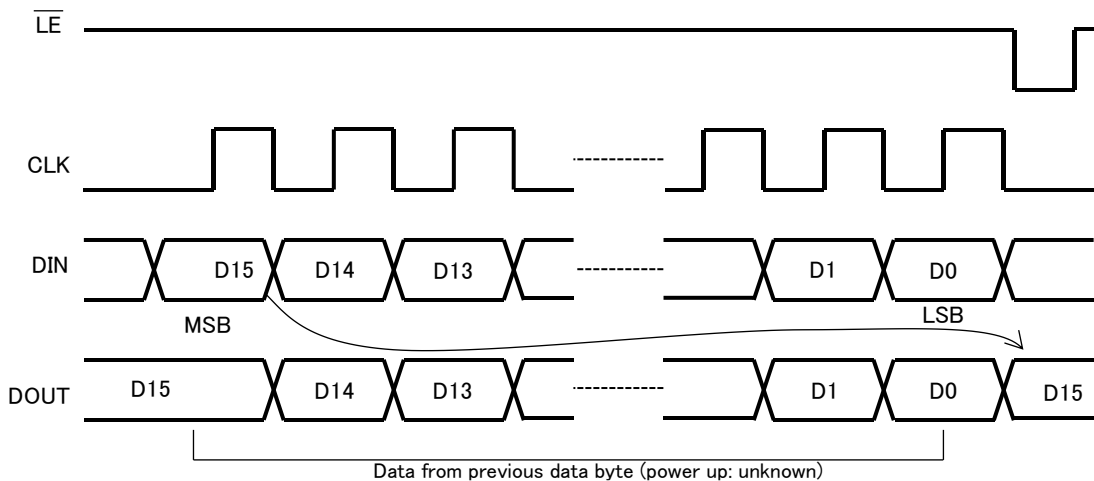 LE
CLK
DIN D15 D14 D13 D1 D0
MSB LSB
DOUT D15 D14 D13 D1 D0 D15
Data from previous data byte (power up: unknown)